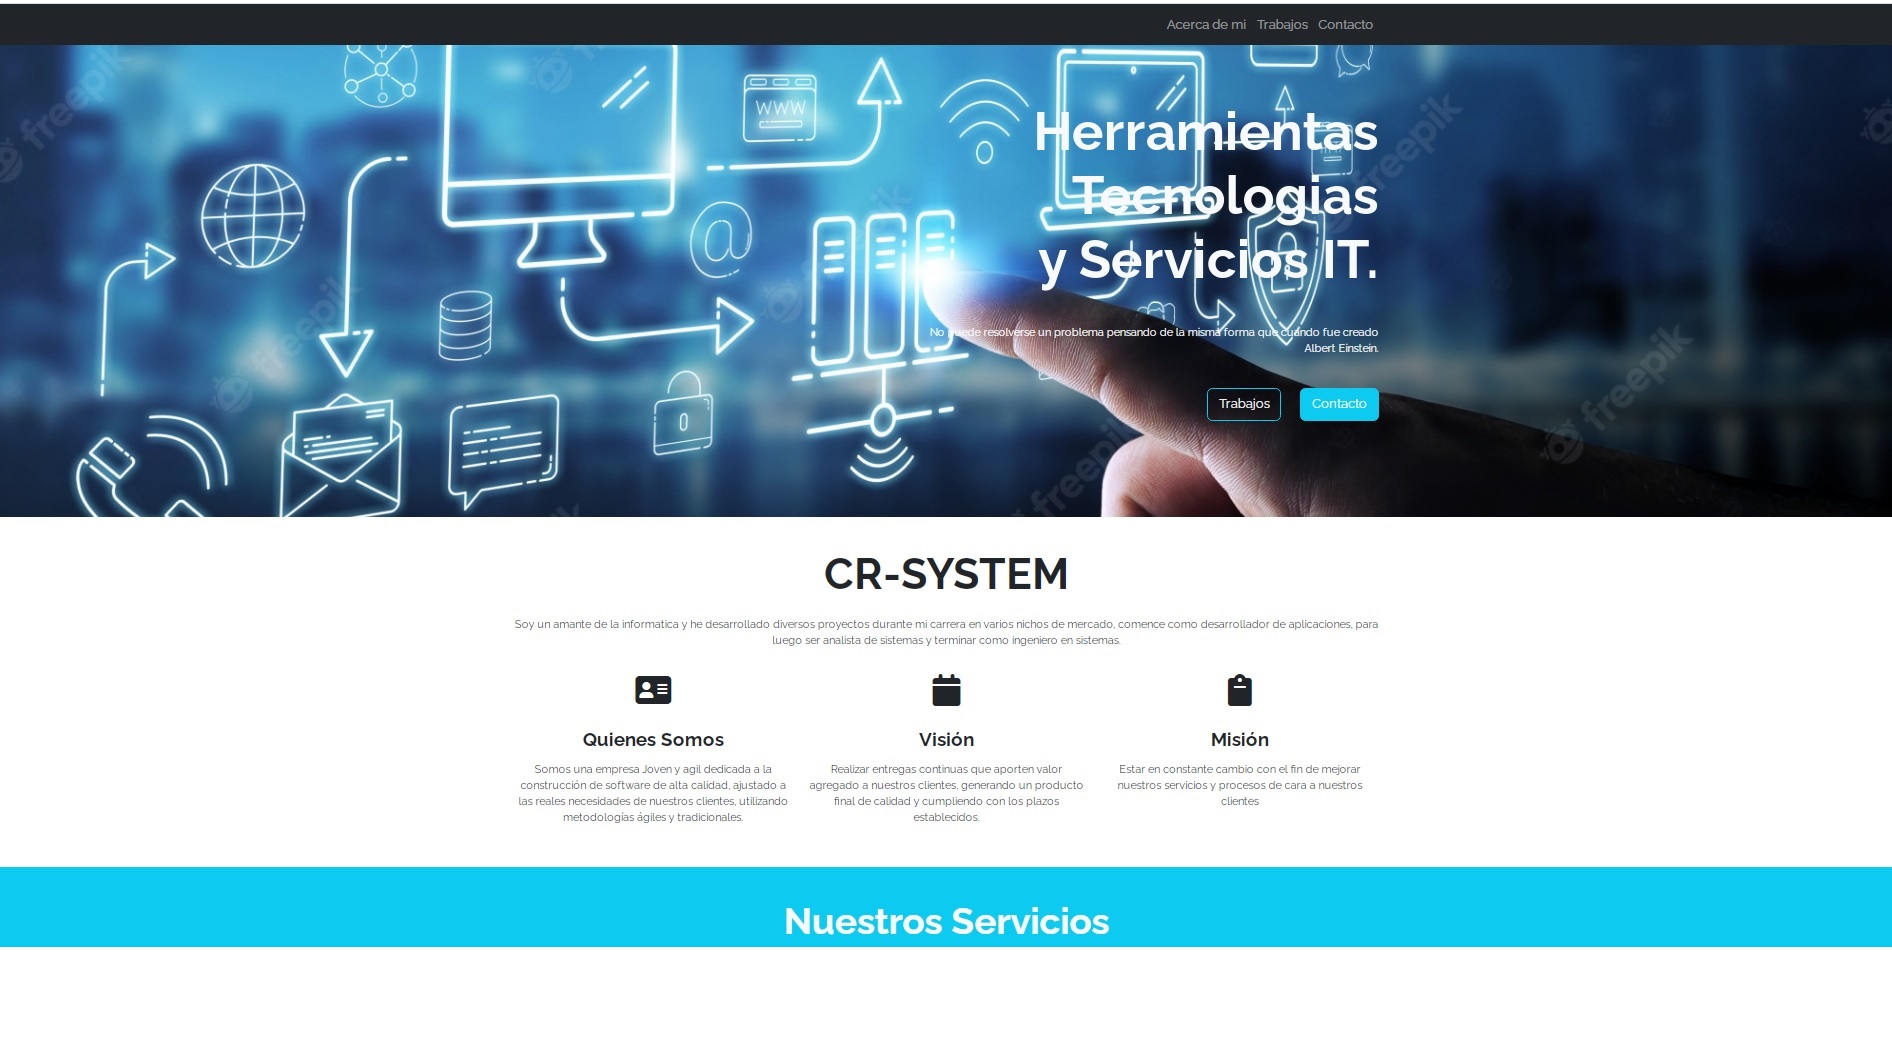 Acerca de mi Trabajos Contacto
WWW
Herramientas
Tecnologias
y Servicios IT.
No puede resolverse un problema pensando de la misma forma que cuando fue creado
Albert Einstein.
Trabajos Contacto
freepik
freepik
freepik
freepik
freepik
CR-SYSTEM
Soy un amante de la informatica y he desarrollado diversos proyectos durante mi carrera en varios nichos de mercado, comence como desarrollador de aplicaciones, para
luego ser analista de sistemas y terminar como ingeniero en sistemas.
Quienes Somos
Somos una empresa Joven y agil dedicada a la
construcción de software de alta calidad, ajustado a
las reales necesidades de nuestros clientes, utilizando
metodologías ágiles y tradicionales.
Visión
Realizar entregas continuas que aporten valor
agregado a nuestros clientes, generando un producto
final de calidad y cumpliendo con los plazos
establecidos.
Misión
Estar en constante cambio con el fin de mejorar
nuestros servicios y procesos de cara a nuestros
clientes
Nuestros Servicios